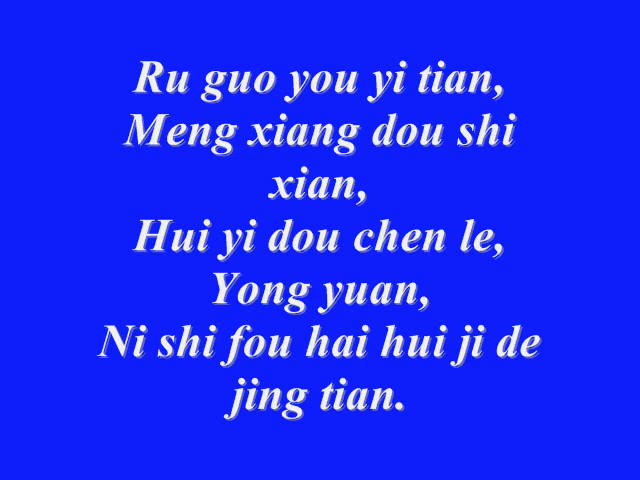 Ru guo you yi tian,
Meng xiang dou shi
xian,
Hui yi dou chen le,
Yong yuan,
Ni shi fou hai hui ji de
jing tian.